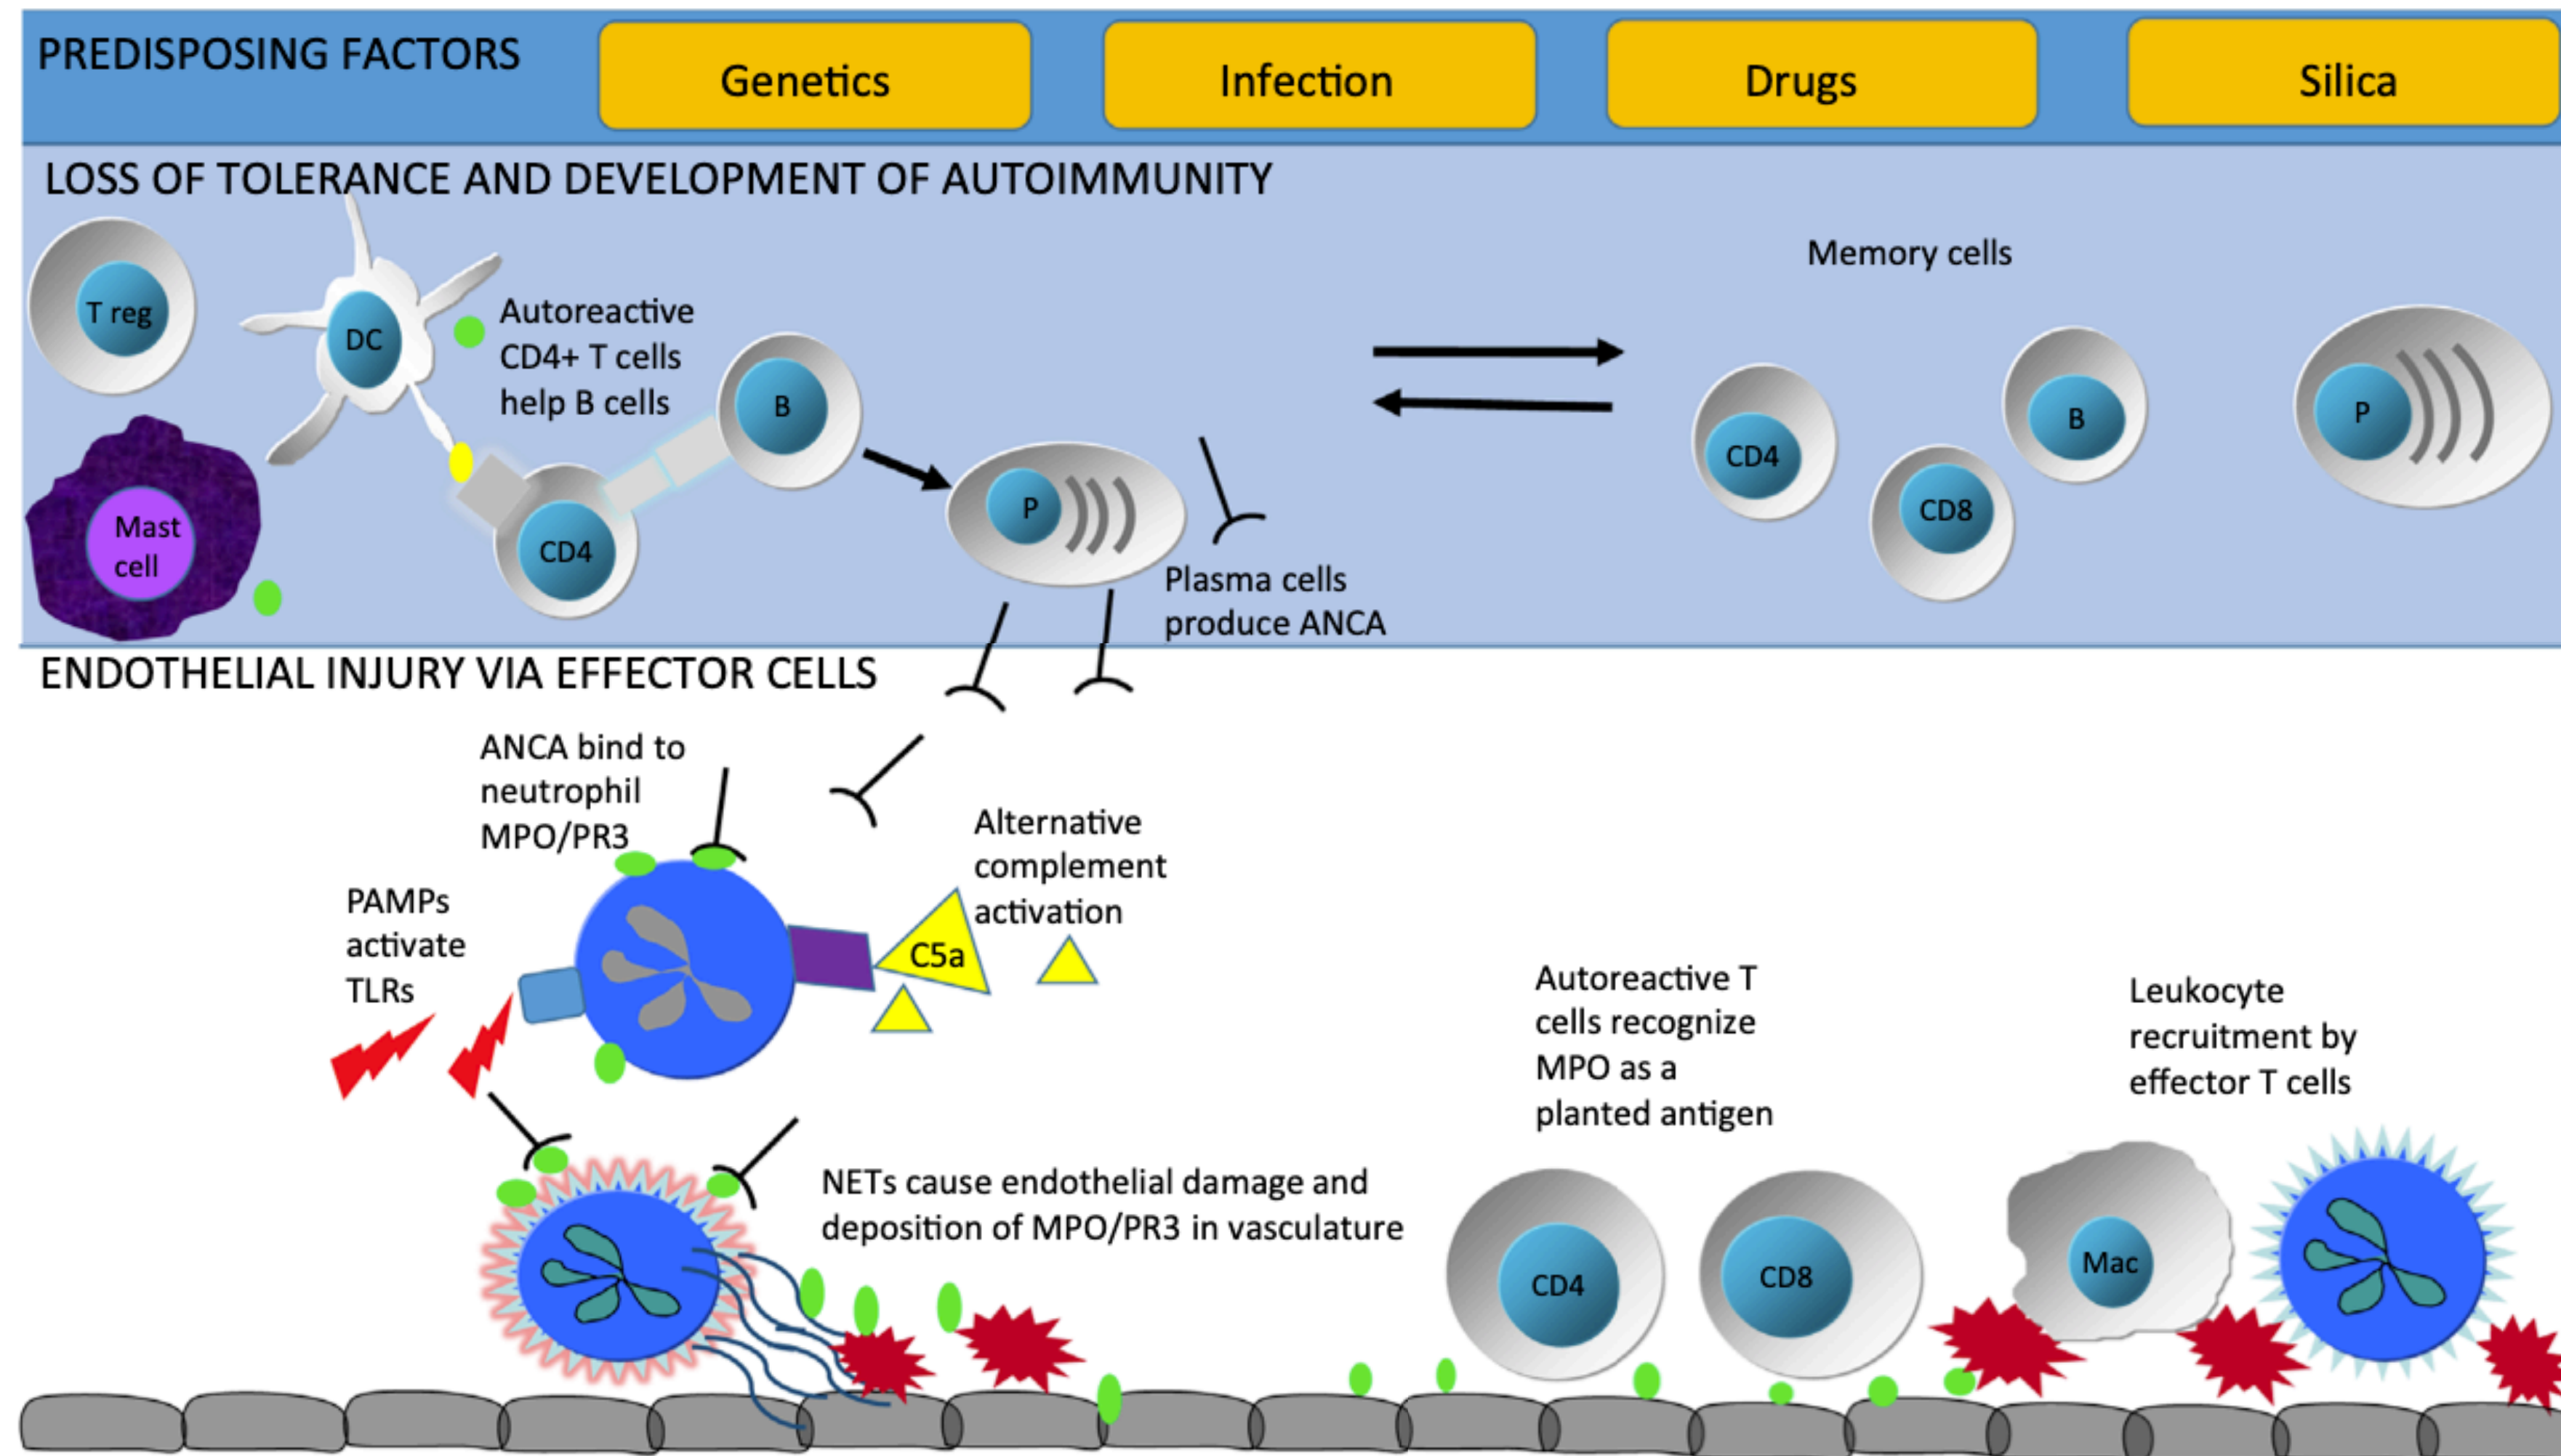 PREDISPOSING FACTORS
Genetics
Infection
Drugs
Silica
LOSS OF TOLERANCE AND DEVELOPMENT OF AUTOIMMUNITY
T reg
DC
Autoreactive
CD4+ T cells
help B cells
B
Mast
cell
CD4
P
Plasma cells
produce ANCA
Memory cells
CD4
CD8
B
P
ENDOTHELIAL INJURY VIA EFFECTOR CELLS
ANCA bind to
neutrophil
MPO/PR3
PAMPs
activate
TLRs
Alternative
complement
activation
C5a
NETs cause endothelial damage and
deposition of MPO/PR3 in vasculature
Autoreactive T
cells recognize
MPO as a
planted antigen
Leukocyte
recruitment by
effector T cells
CD4
CD8
Mac